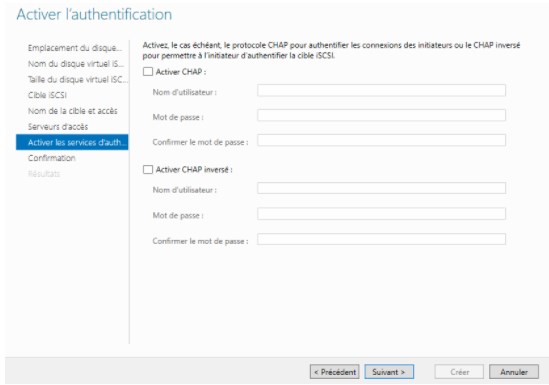 Activer l'authentification
Emplacement du disque...
Nom du disque virtuel iS...
Taille du disque virtuel iSC...
Cible iSCSI
Nom de la cible et accès
Serveurs d'accès
Activer les services d'auth...
Confirmation
Résultats
Activez, le cas échéant, le protocole CHAP pour authentifier les connexions des initiateurs ou le CHAP inversé
pour permettre à l'initiateur d'authentifier la cible iSCSI.
Activer CHAP :
Nom d'utilisateur :
Mot de passe :
Confirmer le mot de passe :
Activer CHAP inversé :
Nom d'utilisateur :
Mot de passe :
Confirmer le mot de passe :
< Précédent
Suivant >
Créer
Annuler